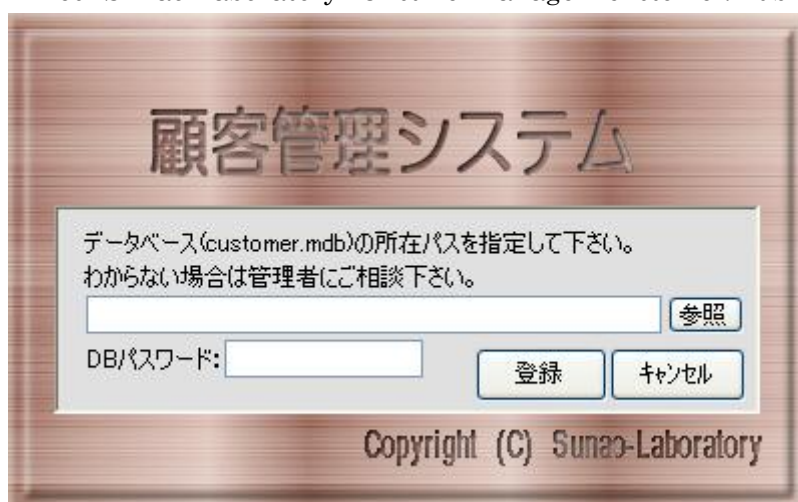 顧客管理システム
データベース(customer.mdb)の所在パスを指定して下さい。
わからない場合は管理者にご相談下さい。
参照
DBパスワード:
登録 キャンセル
Copyright (C) Sunao-Laboratory